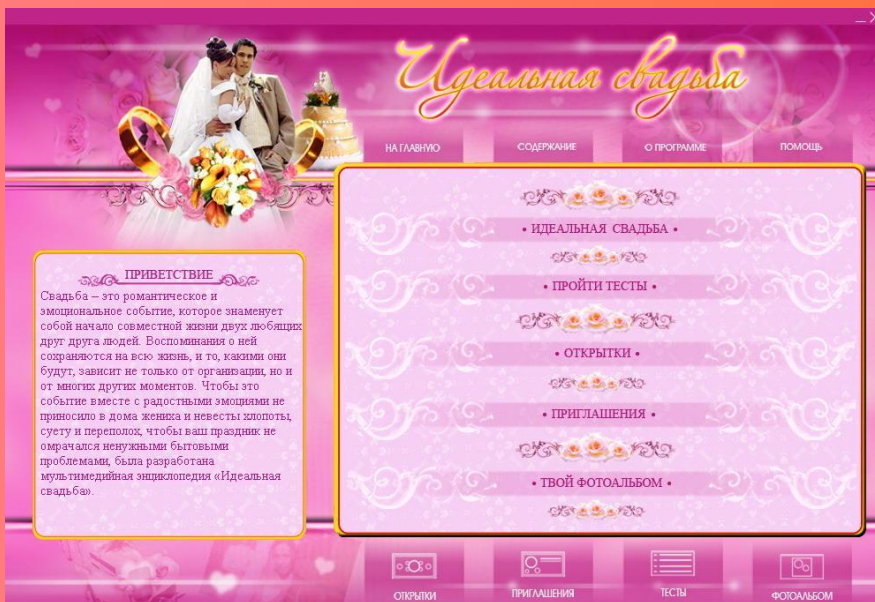 Идеальная свадьба
НА ГЛАВНУЮ
СОДЕРЖАНИЕ
О ПРОГРАММЕ
ПОМОЩЬ
ПРИВЕТСТВИЕ
Свадьба – это романтическое и
эмоциональное событие, которое знаменует
собой начало совместной жизни двух любящих
друг друга людей. Воспоминания о ней
сохраняются на всю жизнь, и то, какими они
будут, зависит не только от организации, но и
от многих других моментов. Чтобы это
событие вместе с радостными эмоциями не
приносило в дома жениха и невесты хлопоты,
суету и переполох, чтобы ваш праздник не
омрачался ненужными бытовыми
проблемами, была разработана
мультимедийная энциклопедия «Идеальная
свадьба».
• ИДЕАЛЬНАЯ СВАДЬБА •
• ПРОЙТИ ТЕСТЫ •
• ОТКРЫТКИ •
• ПРИГЛАШЕНИЯ •
• ТВОЙ ФОТОАЛЬБОМ •
ОТКРЫТКИ
ПРИГЛАШЕНИЯ
ТЕСТЫ
ФОТОАЛЬБОМ